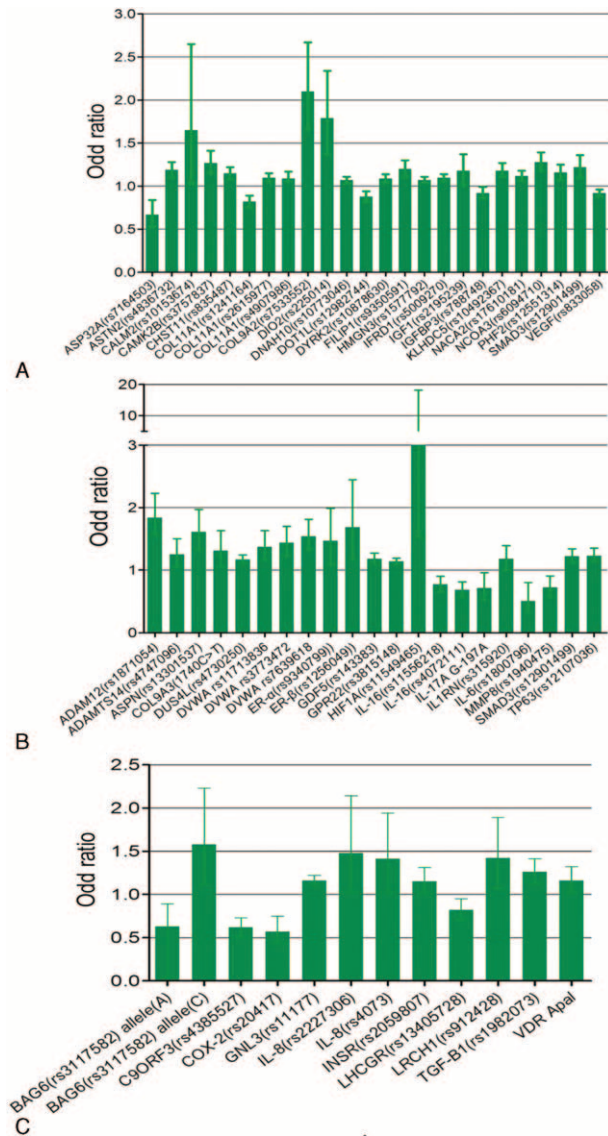 3.0
2.5
2.0
1.5
1.0
0.5
0.0
Odd ratio
ASP32A(rs7164503)
ASTN2(rs4836732)
CALM2(rs10153674)
CAMK2B(rs3757837)
CHST11(rs835487)
COL11A1(rs1241164)
COL11A1(rs2615977)
COL11A1(rs4907986)
COL9A2(rs7533552)
DIO2(rs225014)
DNAH10(rs10773046)
DOT1L(rs12982744)
DYRK2(rs10878630)
FILIP1(rs9350591)
HMGN3(rs1577792)
IFRD1(rs009270)
IGF1(rs2195239)
IGFBP3(rs788748)
KLHDC5(rs10492367)
NACA2(rs17610181)
NCOA3(rs6094710)
PHF2(rs12551314)
SMAD3(rs12901499)
VEGF(rs833058)
A
20
10
3
2
1
0
Odd ratio
ADAM12(rs1871054)
ADAMTS14(rs4747096)
ASPN(rs13301537)
COL9A3(1740C>T)
DUS4L(rs4730250)
DVWA rs11718636
DVWA rs3773472
DVWA rs7639618
ER-α(rs9340799))
ER-β(rs1256049))
GDF5(rs143383)
GPR22(rs3815148)
HIF1A(rs11549465)
IL-16(rs11556218)
IL-16(rs4072111)
IL-17A G-197A
IL1RN(rs315920)
IL-6(rs1800796)
MMP8(rs1940475)
SMAD3(rs12901499)
TP63(rs12107036)
B
2.5
2.0
1.5
1.0
0.5
0.0
Odd ratio
BAG6(rs3117582) allele(A)
BAG6(rs3117582) allele(C)
C9ORF3(rs4385527)
COX-2(rs20417)
GNL3(rs11177)
IL-8(rs2227306)
IL-8(rs4073)
INSR(rs2059807)
LHCGR(rs13405728)
LRCH1(rs912428)
TGF-B1(rs1982073)
VDR ApaI
C